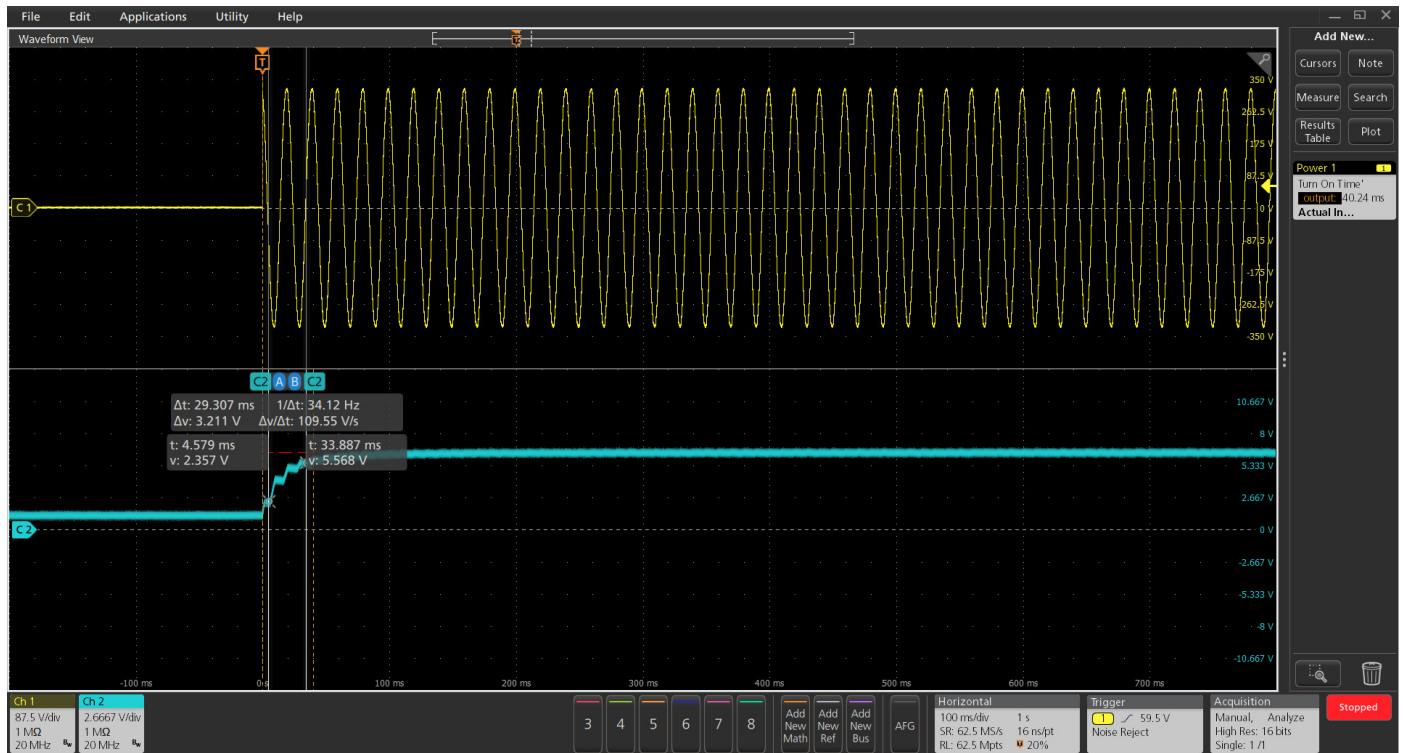 File Edit Applications Utility Help
Waveform View
Add New...
Cursors Note
Measure Search
Results Table Plot
Power 1 1
Turn On Time'
output: 40.24 ms
Actual In...
T
T
C 1
350 V
262.5 V
175 V
87.5 V
0 V
-87.5 V
-175 V
-262.5 V
-350 V
C2 A B C2
Δt: 29.307 ms 1/Δt: 34.12 Hz
Δv: 3.211 V Δv/Δt: 109.55 V/s
t: 4.579 ms
v: 2.357 V
t: 33.887 ms
v: 5.568 V
C 2
10.667 V
8 V
5.333 V
2.667 V
0 V
-2.667 V
-5.333 V
-8 V
-10.667 V
-100 ms 0 s 100 ms 200 ms 300 ms 400 ms 500 ms 600 ms 700 ms
Ch 1
87.5 V/div
1 MΩ
20 MHz Bw
Ch 2
2.6667 V/div
1 MΩ
20 MHz Bw
3 4 5 6 7 8
Add New Math
Add New Ref
Add New Bus
AFG
Horizontal
100 ms/div 1 s
SR: 62.5 MS/s 16 ns/pt
RL: 62.5 Mpts 20%
Trigger
1 59.5 V
Noise Reject
Acquisition
Manual, Analyze
High Res: 16 bits
Single: 1 /1
Stopped